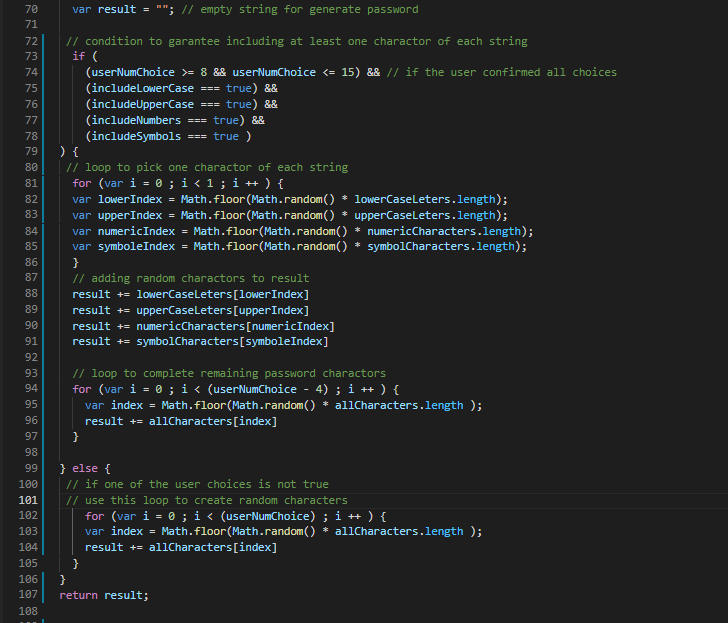 70 var result = ""; // empty string for generate password
71
72 // condition to garantee including at least one charactor of each string
73 if (
74 (userNumChoice >= 8 && userNumChoice <= 15) && // if the user confirmed all choices
75 (includeLowerCase === true) &&
76 (includeUpperCase === true) &&
77 (includeNumbers === true) &&
78 (includeSymbols === true )
79 ) {
80 // loop to pick one charactor of each string
81 for (var i = 0 ; i < 1 ; i ++ ) {
82 var lowerIndex = Math.floor(Math.random() * lowerCaseLeters.length);
83 var upperIndex = Math.floor(Math.random() * upperCaseLeters.length);
84 var numericIndex = Math.floor(Math.random() * numericCharacters.length);
85 var symboleIndex = Math.floor(Math.random() * symbolCharacters.length);
86 }
87 // adding random charactors to result
88 result += lowerCaseLeters[lowerIndex]
89 result += upperCaseLeters[upperIndex]
90 result += numericCharacters[numericIndex]
91 result += symbolCharacters[symboleIndex]
92
93 // loop to complete remaining password charactors
94 for (var i = 0 ; i < (userNumChoice - 4) ; i ++ ) {
95 var index = Math.floor(Math.random() * allCharacters.length );
96 result += allCharacters[index]
97 }
98
99 } else {
100 // if one of the user choices is not true
101 // use this loop to create random characters
102 for (var i = 0 ; i < (userNumChoice) ; i ++ ) {
103 var index = Math.floor(Math.random() * allCharacters.length );
104 result += allCharacters[index]
105 }
106 }
107 return result;
108